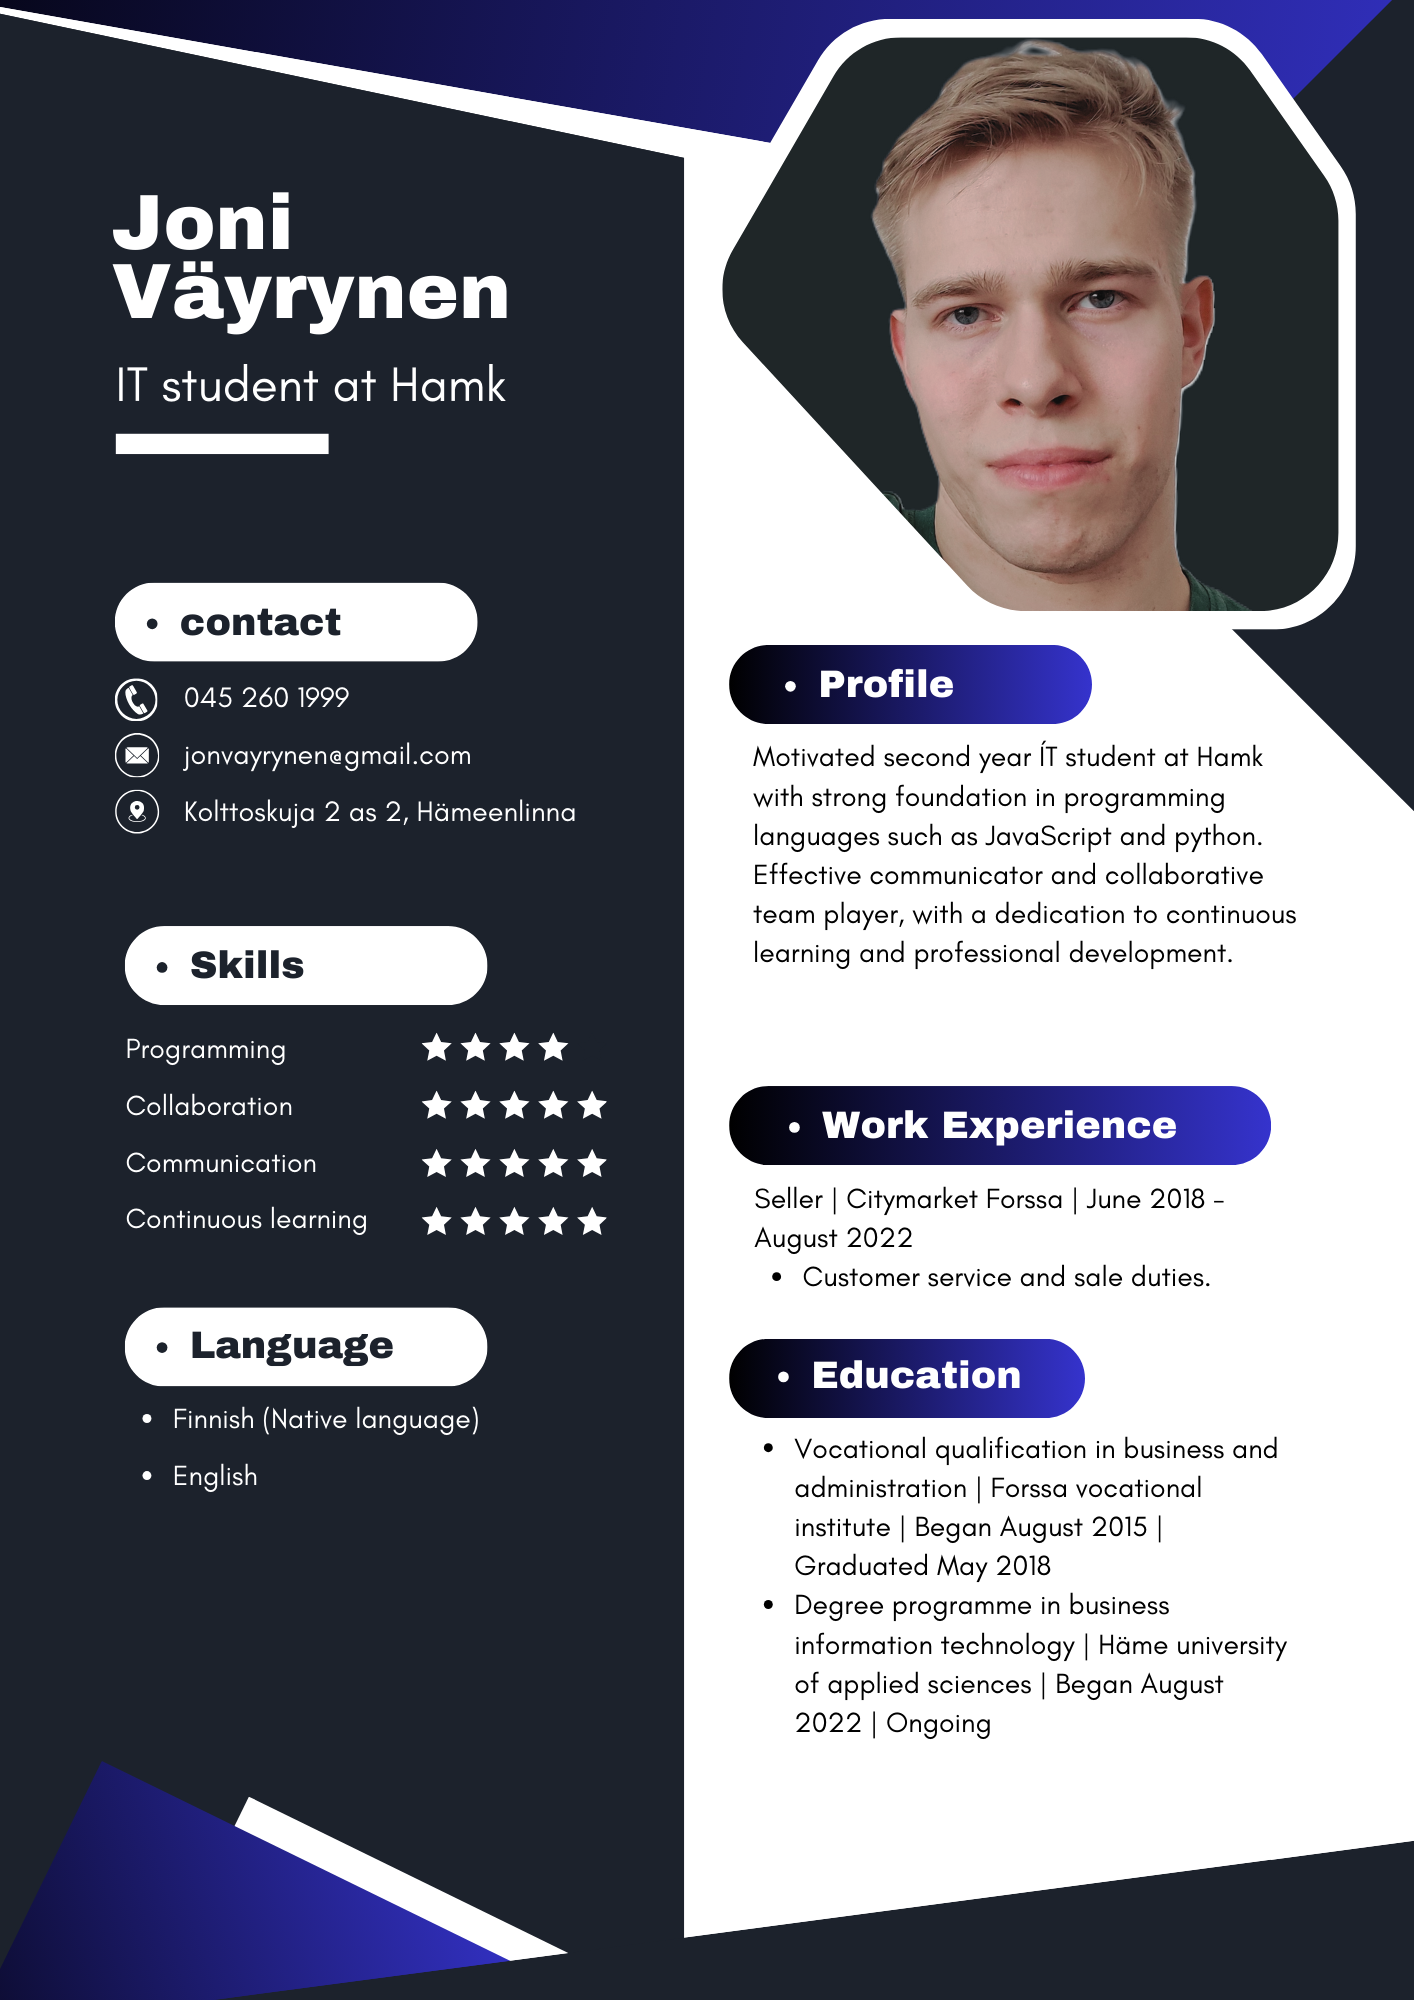 Joni
Väyrynen
IT student at Hamk
• contact
045 260 1999
jonvayrynen@gmail.com
Kolttoskuja 2 as 2, Hämeenlinna
• Skills
Programming
Collaboration
Communication
Continuous learning
• Language
• Finnish (Native language)
• English
• Profile
Motivated second year ÍT student at Hamk
with strong foundation in programming
languages such as JavaScript and python.
Effective communicator and collaborative
team player, with a dedication to continuous
learning and professional development.
• Work Experience
Seller | Citymarket Forssa | June 2018 -
August 2022
• Customer service and sale duties.
• Education
• Vocational qualification in business and
administration | Forssa vocational
institute | Began August 2015 |
Graduated May 2018
• Degree programme in business
information technology | Häme university
of applied sciences | Began August
2022 | Ongoing